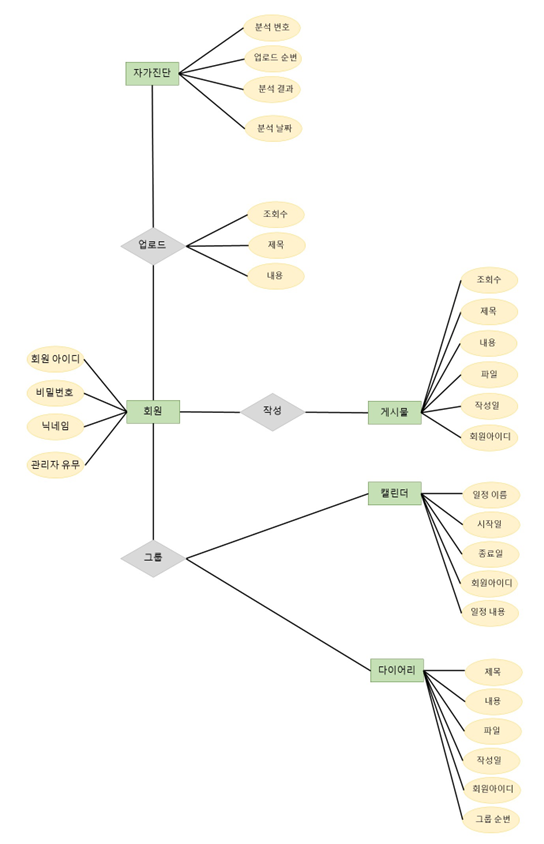 분석 번호
업로드 순번
자가진단
분석 결과
분석 날짜
조회수
업로드
제목
내용
회원 아이디
비밀번호
닉네임
관리자 유무
회원
작성
게시물
조회수
제목
내용
파일
작성일
회원아이디
그룹
캘린더
일정 이름
시작일
종료일
회원아이디
일정 내용
다이어리
제목
내용
파일
작성일
회원아이디
그룹 순번